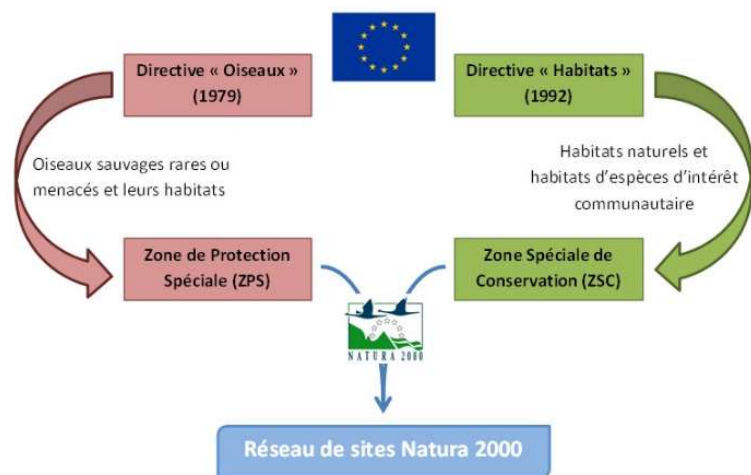 Directive « Oiseaux »
(1979)
Directive « Habitats »
(1992)
Oiseaux sauvages rares ou
menacés et leurs habitats
Habitats naturels et
habitats d’espèces d’intérêt
communautaire
Zone de Protection
Spéciale (ZPS)
Zone Spéciale de
Conservation (ZSC)
NATURA 2000
Réseau de sites Natura 2000